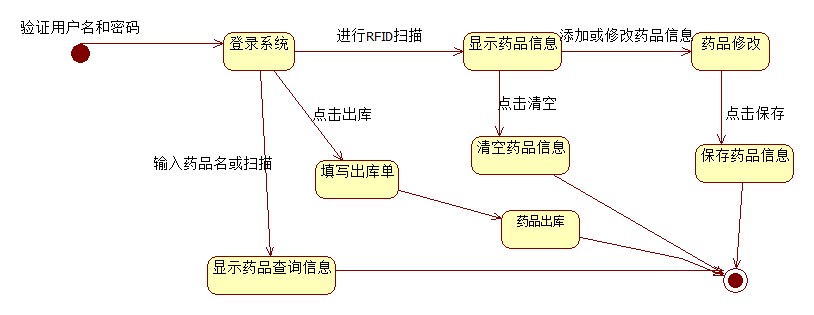 验证用户名和密码
登录系统
进行RFID扫描
显示药品信息
添加或修改药品信息
药品修改
点击出库
点击清空
点击保存
输入药品名或扫描
填写出库单
清空药品信息
保存药品信息
药品出库
显示药品查询信息